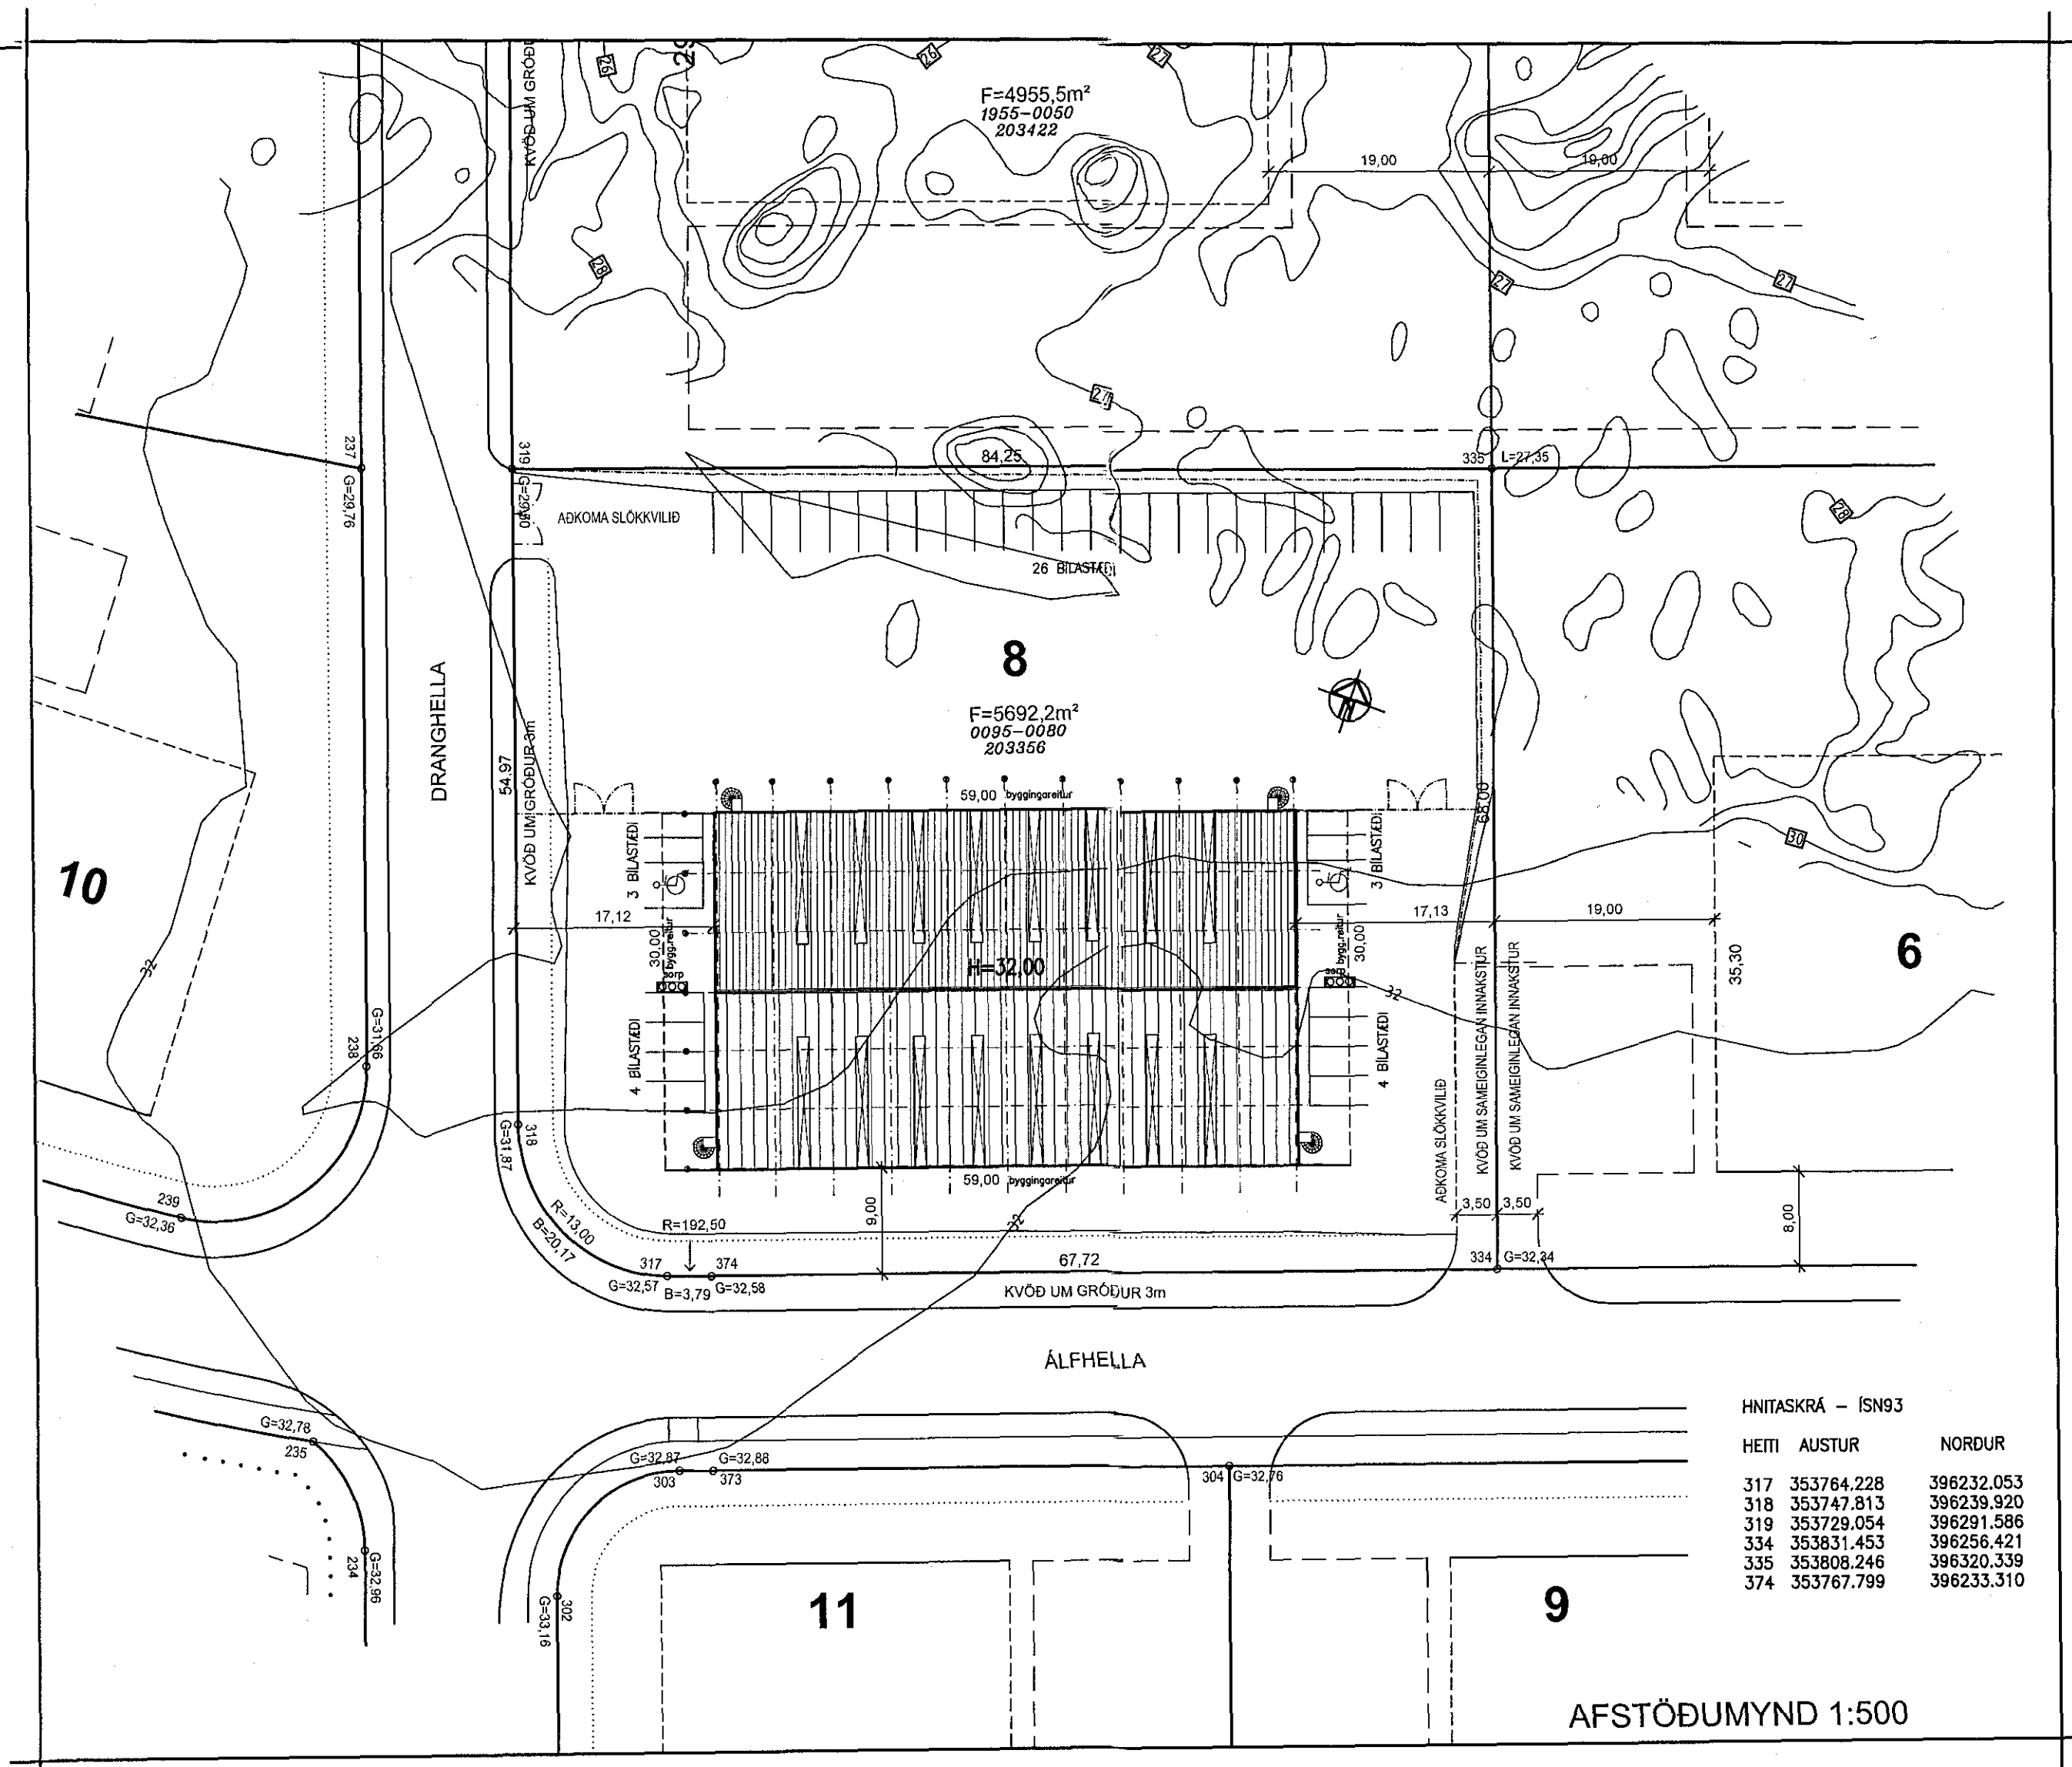 KVÖÐ UM GRÓÐU
26
29
26
27
F=4955,5m²
1955-0050
203422
19,00
19,00
28
27
27
27
237
G=29,76
319
G=29,50
84,25
335
L=27,35
AÐKOMA SLÖKKVILIÐ
28
26 BÍLASTÆÐI
8
F=5692,2m²
0095-0080
203356
DRANGHELLA
54,97
KVÖÐ UM GRÓÐUR 3m
59,00 byggingareitur
68,00
30
3 BÍLASTÆÐI
3 BÍLASTÆÐI
10
17,12
17,13
19,00
30,00
bygg.reitur
sorp
H=32,00
30,00
bygg.reitur
sorp
6
35,30
32
32
G=31,66
238
4 BÍLASTÆÐI
4 BÍLASTÆÐI
AÐKOMA SLÖKKVILIÐ
KVÖÐ UM SAMEIGINLEGAN INNAKSTUR
KVÖÐ UM SAMEIGINLEGAN INNAKSTUR
G=31,87
318
59,00 byggingareitur
239
G=32,36
R=13,00
B=20,17
R=192,50
9,00
32
3,50
3,50
8,00
317
374
67,72
334
G=32,34
G=32,57
B=3,79
G=32,58
KVÖÐ UM GRÓÐUR 3m
ÁLFHELLA
G=32,78
235
G=32,87
G=32,88
303
373
304
G=32,76
234
G=32,96
302
G=33,16
11
9
HNITASKRÁ - ÍSN93
HEITI AUSTUR NORÐUR
317 353764.228 396232.053
318 353747.813 396239.920
319 353729.054 396291.586
334 353831.453 396256.421
335 353808.246 396320.339
374 353767.799 396233.310
AFSTÖÐUMYND 1:500